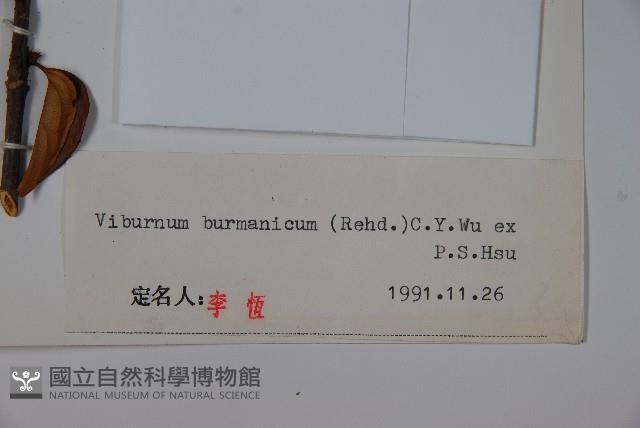 Viburnum burmanicum (Rehd.)C.Y.Wu ex
P.S.Hsu
定名人:李 恆 1991.11.26
國立自然科學博物館
NATIONAL MUSEUM OF NATURAL SCIENCE